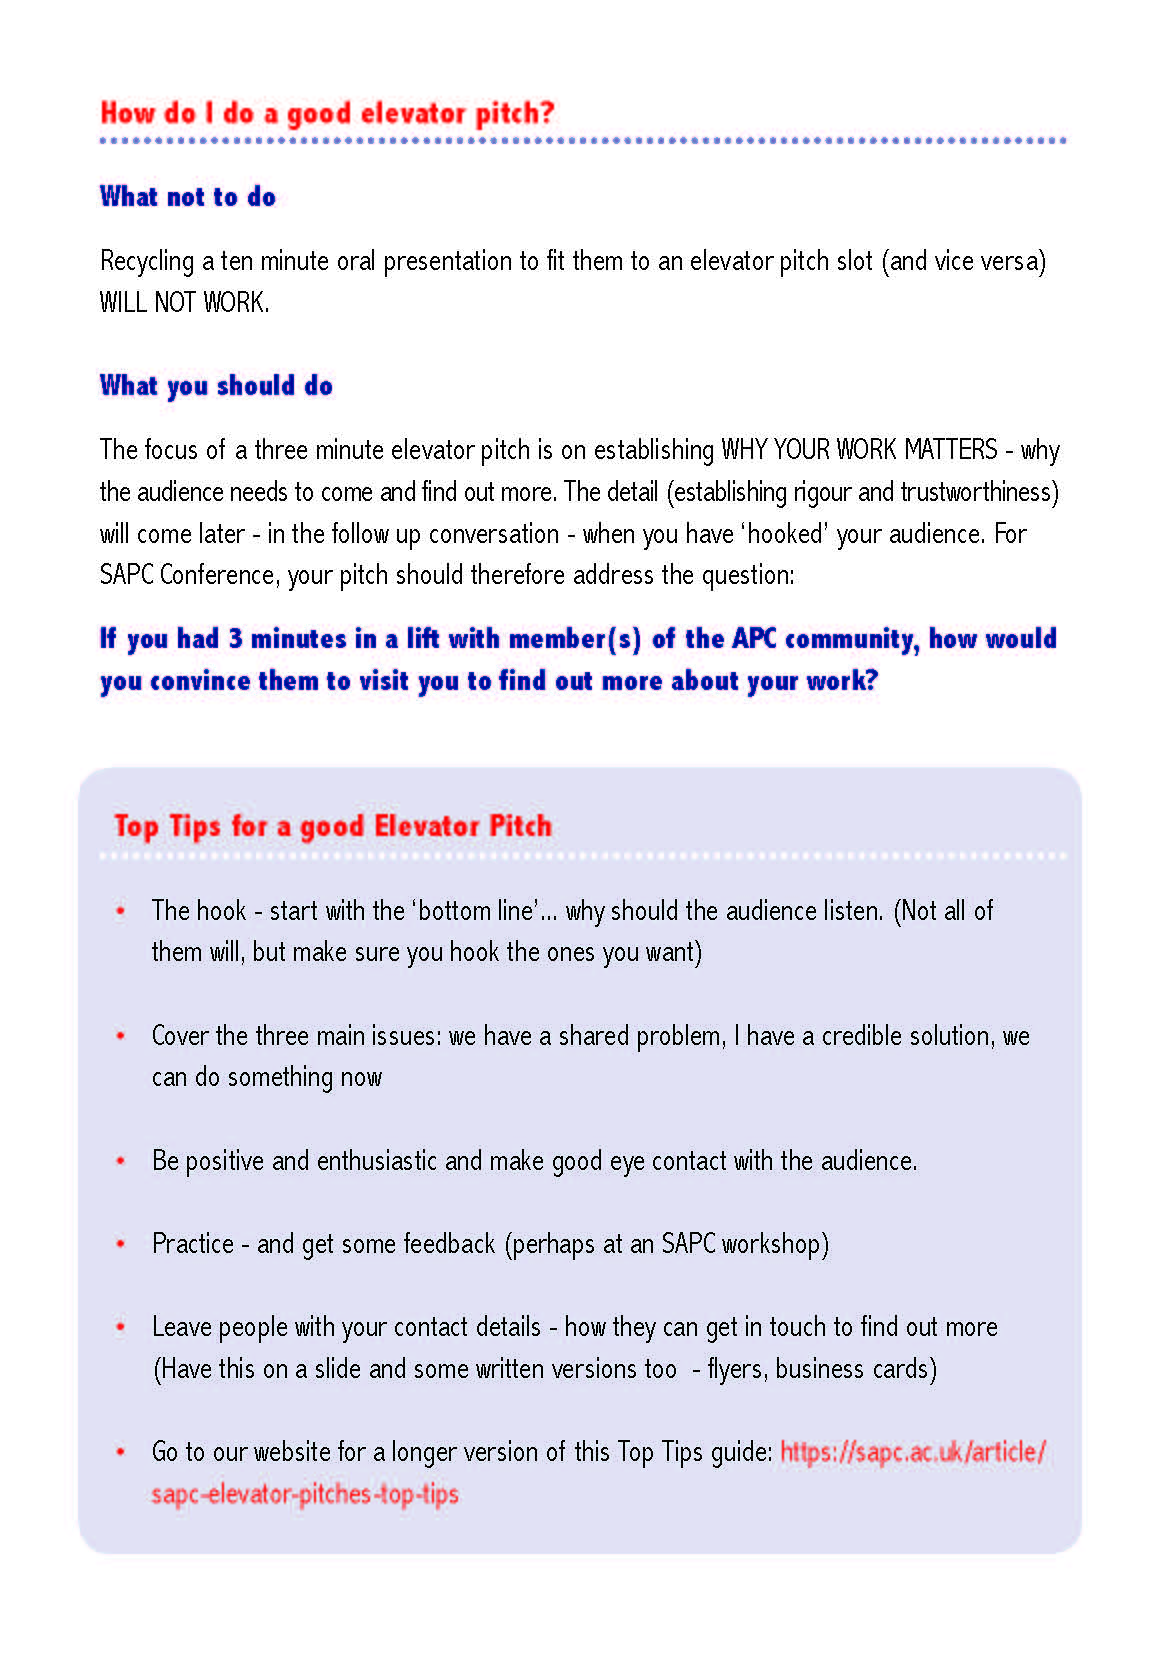 How do I do a good elevator pitch?
What not to do
Recycling a ten minute oral presentation to fit them to an elevator pitch slot (and vice versa)
WILL NOT WORK.
What you should do
The focus of a three minute elevator pitch is on establishing WHY YOUR WORK MATTERS - why
the audience needs to come and find out more. The detail (establishing rigour and trustworthiness)
will come later - in the follow up conversation - when you have ‘hooked’ your audience. For
SAPC Conference, your pitch should therefore address the question:
If you had 3 minutes in a lift with member(s) of the APC community, how would
you convince them to visit you to find out more about your work?
Top Tips for a good Elevator Pitch
• The hook - start with the ‘bottom line’... why should the audience listen. (Not all of
them will, but make sure you hook the ones you want)
• Cover the three main issues: we have a shared problem, I have a credible solution, we
can do something now
• Be positive and enthusiastic and make good eye contact with the audience.
• Practice - and get some feedback (perhaps at an SAPC workshop)
• Leave people with your contact details - how they can get in touch to find out more
(Have this on a slide and some written versions too - flyers, business cards)
• Go to our website for a longer version of this Top Tips guide: https://sapc.ac.uk/article/
sapc-elevator-pitches-top-tips